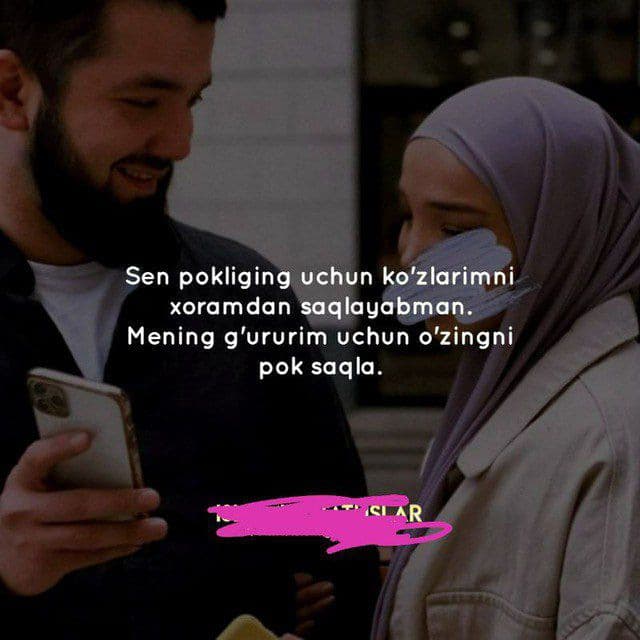 Sen pokliging uchun ko'zlarimni
xoramdan saqlayabman.
Mening g'ururim uchun o'zingni
pok saqla.